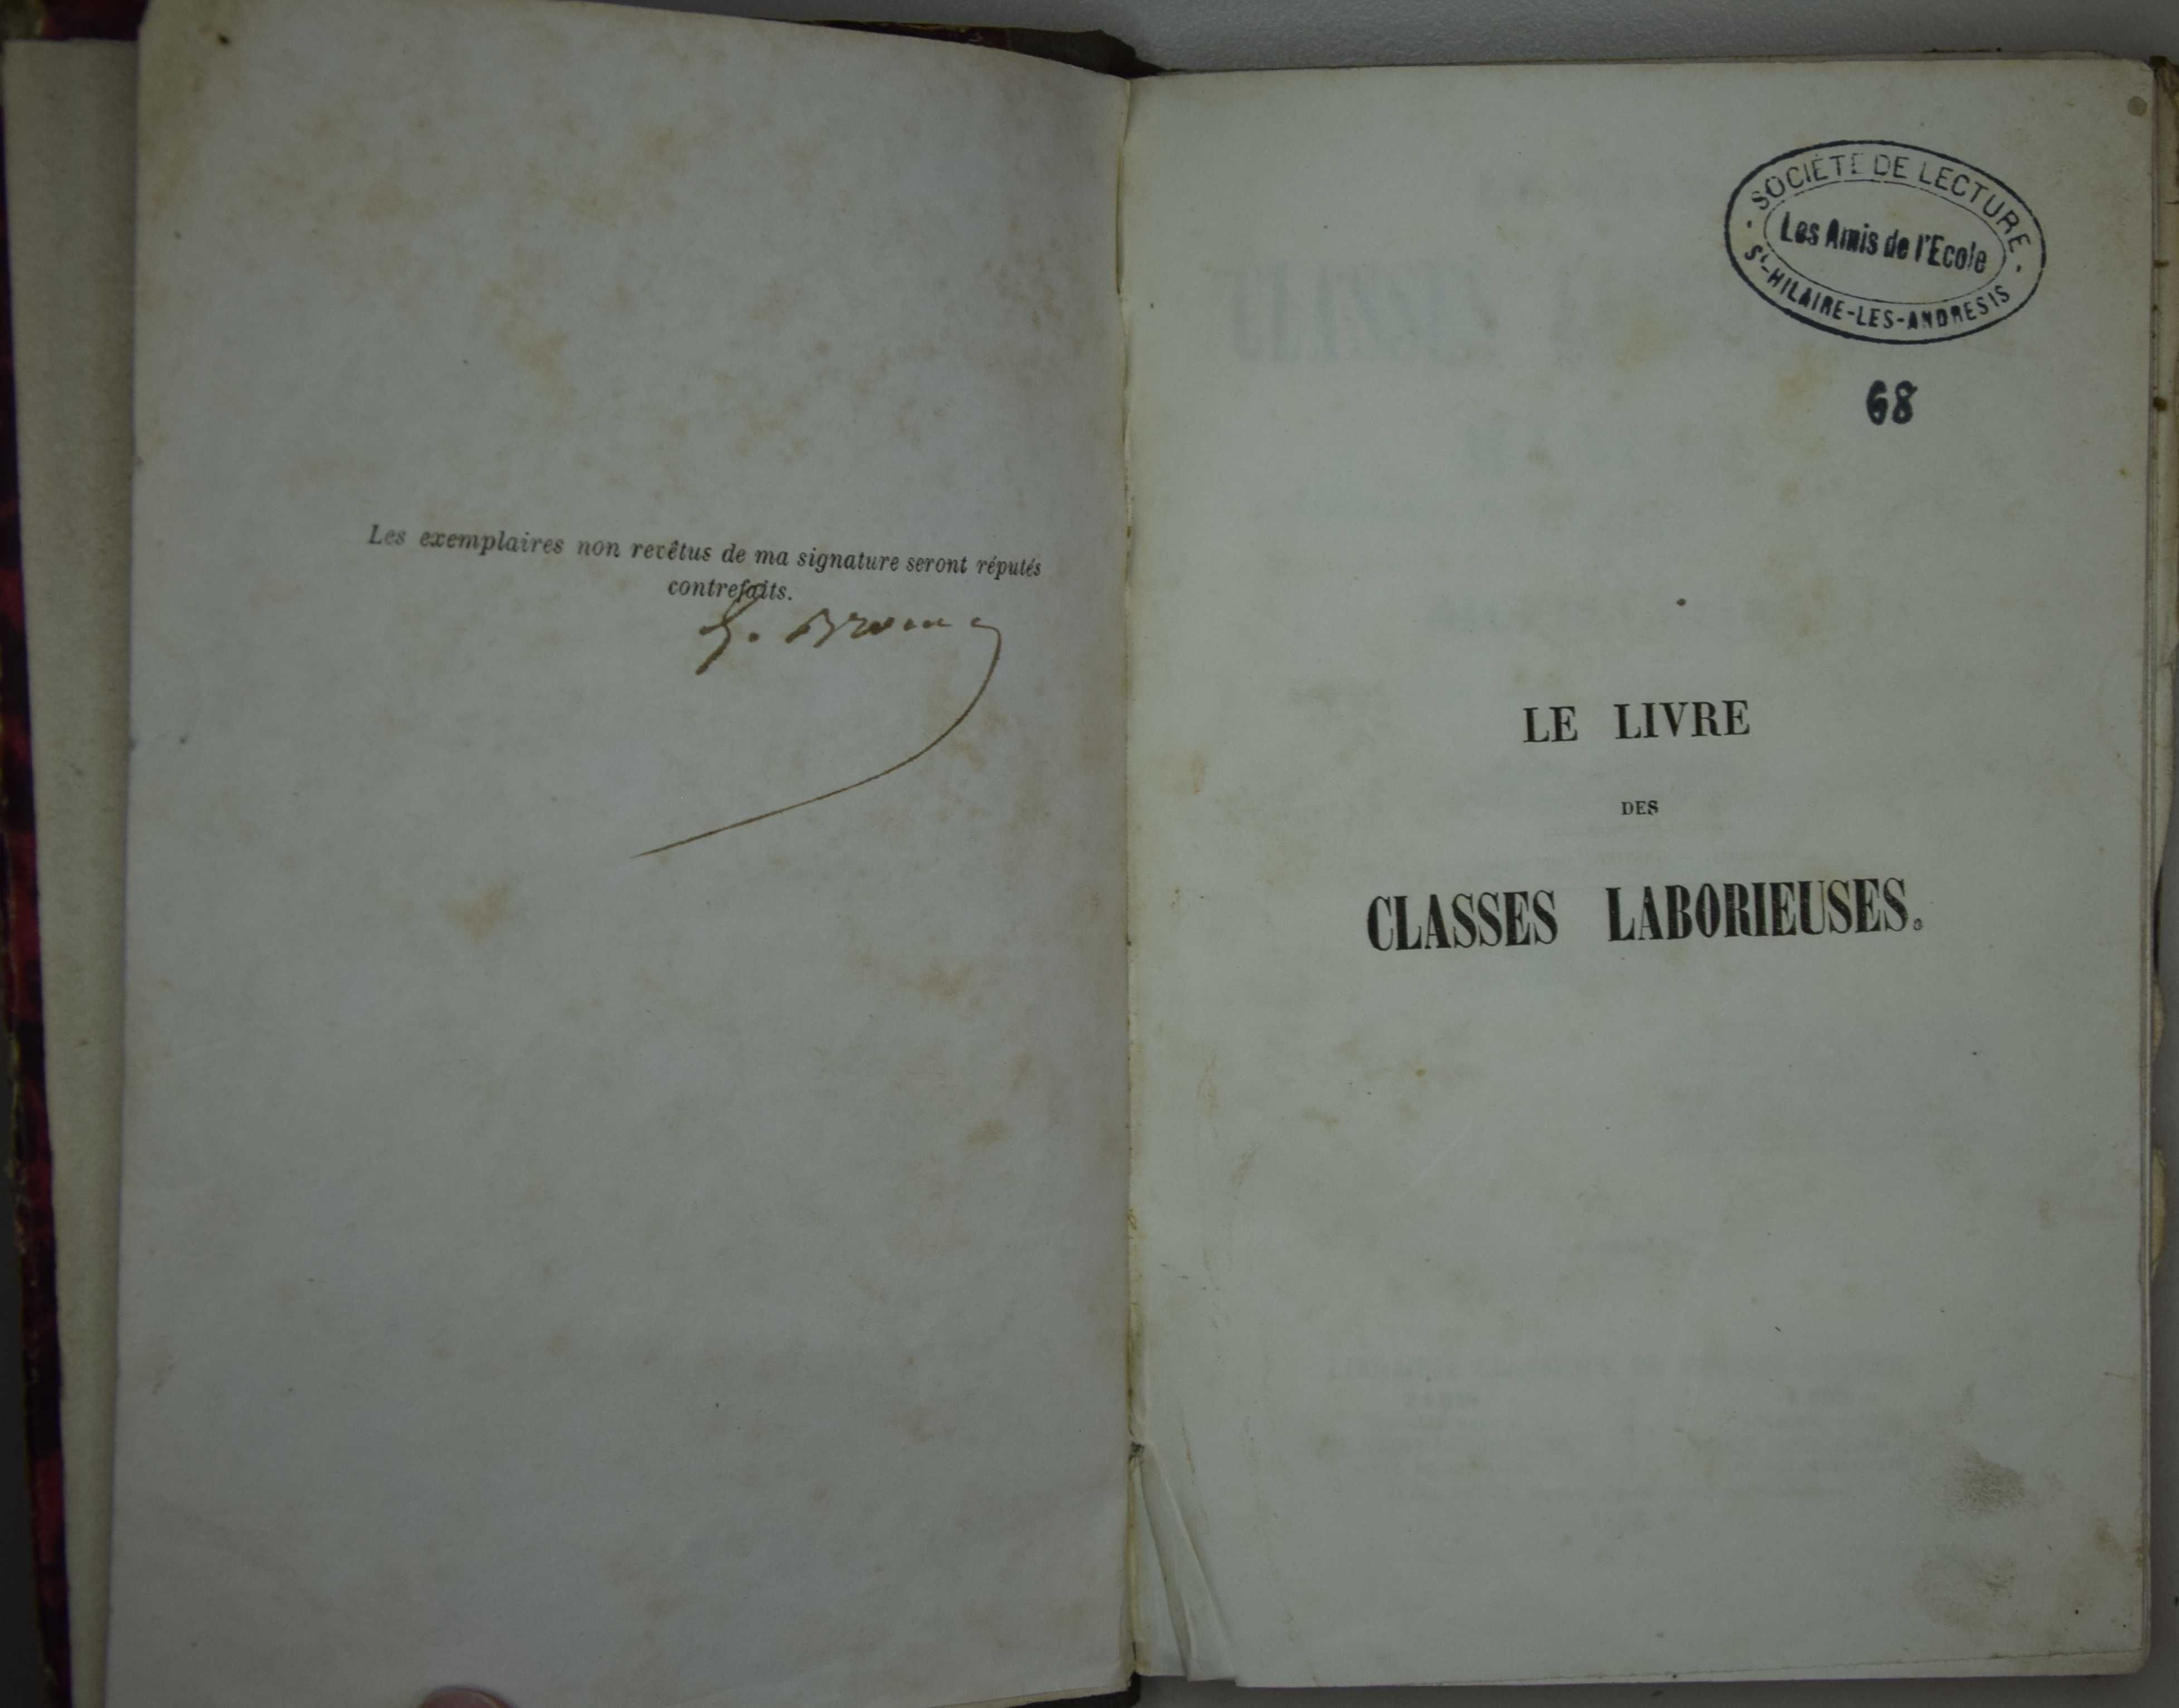 Les exemplaires non revêtus de ma signature seront réputés
contrefaits.
SOCIÉTÉ DE LECTURE
Les Amis de l'Ecole
St-HILAIRE-LES-ANDRESIS
68
LE LIVRE
DES
CLASSES LABORIEUSES.